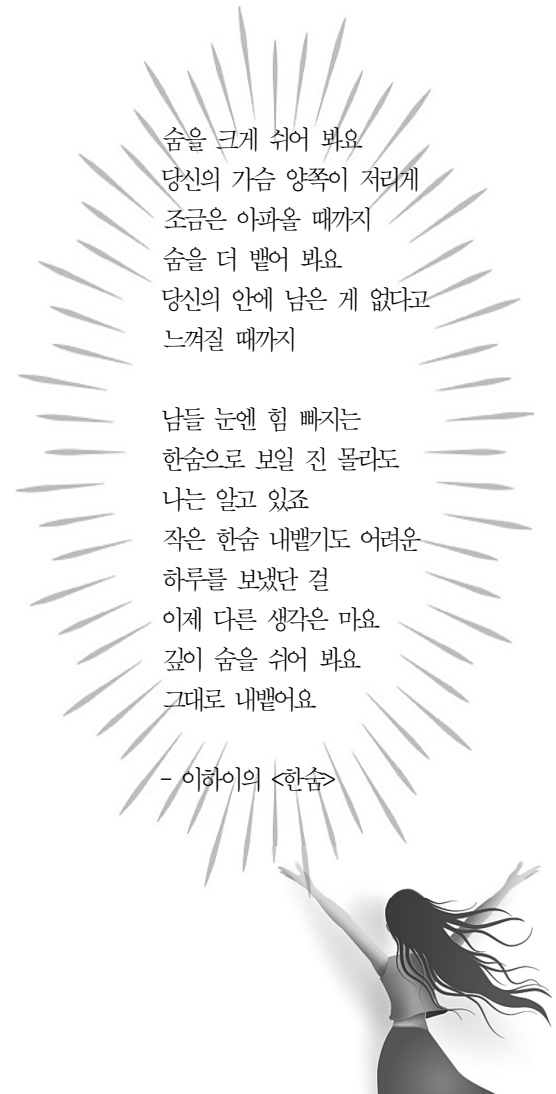 숨을 크게 쉬어 봐요
당신의 가슴 양쪽이 저리게
조금은 아파올 때까지
숨을 더 뱉어 봐요
당신의 안에 남은 게 없다고
느껴질 때까지
남들 눈엔 힘 빠지는
한숨으로 보일 진 몰라도
나는 알고 있죠
작은 한숨 내뱉기도 어려운
하루를 보냈단 걸
이제 다른 생각은 마요
깊이 숨을 쉬어 봐요
그대로 내뱉어요
- 이하이의 <한숨>